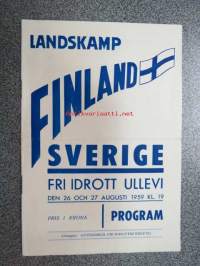 LANDSKAMP
FINLAND
SVERIGE
FRI IDROTT ULLEVI
DEN 26 OCH 27 AUGUSTI 1959 KL. 19
PRIS 1 KRONA
PROGRAM